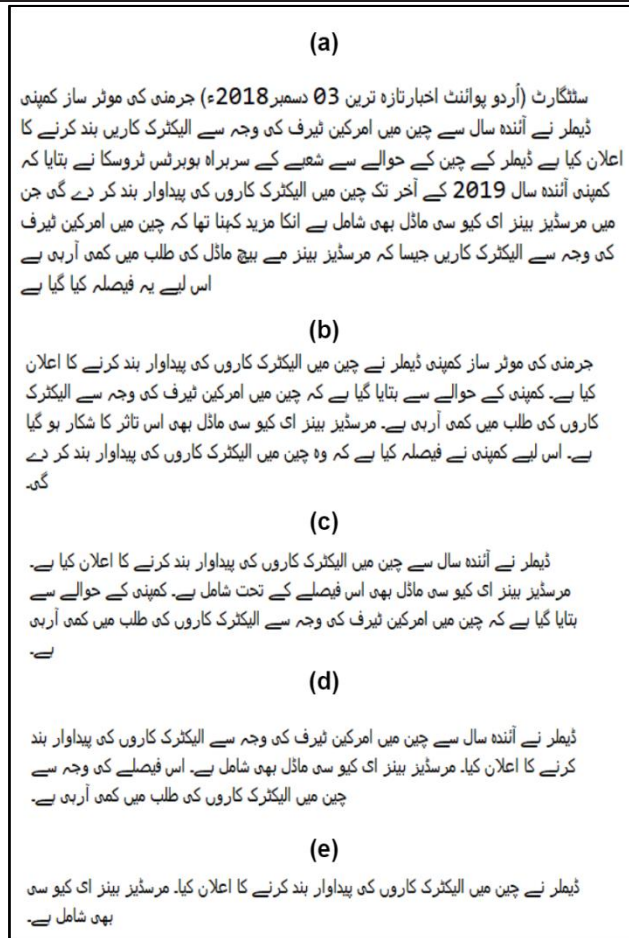 (a)
سٹٹگارٹ (اُردو پوائنٹ اخبارتازہ ترین 03 دسمبر2018ء) جرمنی کی موٹر ساز کمپنی
ڈیملر نے آئندہ سال سے چین میں امرکین ٹیرف کی وجہ سے الیکٹرک کاریں بند کرنے کا
اعلان کیا ہے ڈیملر کے چین کے حوالے سے شعبے کے سربراہ ہوبرٹس ٹروسکا نے بتایا کہ
کمپنی آئندہ سال 2019 کے آخر تک چین میں الیکٹرک کاروں کی پیداوار بند کر دے گی جن
میں مرسڈیز بینز ای کیو سی ماڈل بھی شامل ہے انکا مزید کہنا تھا کہ چین میں امرکین ٹیرف
کی وجہ سے الیکٹرک کاریں جیسا کہ مرسڈیز بینز مے بیچ ماڈل کی طلب میں کمی آرہی ہے
اس لیے یہ فیصلہ کیا گیا ہے
(b)
جرمنی کی موٹر ساز کمپنی ڈیملر نے چین میں الیکٹرک کاروں کی پیداوار بند کرنے کا اعلان
کیا ہے۔ کمپنی کے حوالے سے بتایا گیا ہے کہ چین میں امرکین ٹیرف کی وجہ سے الیکٹرک
کاروں کی طلب میں کمی آرہی ہے۔ مرسڈیز بینز ای کیو سی ماڈل بھی اس تاثر کا شکار ہو گیا
ہے۔ اس لیے کمپنی نے فیصلہ کیا ہے کہ وہ چین میں الیکٹرک کاروں کی پیداوار بند کر دے
گی۔
(c)
ڈیملر نے آئندہ سال سے چین میں الیکٹرک کاروں کی پیداوار بند کرنے کا اعلان کیا ہے۔
مرسڈیز بینز ای کیو سی ماڈل بھی اس فیصلے کے تحت شامل ہے۔ کمپنی کے حوالے سے
بتایا گیا ہے کہ چین میں امرکین ٹیرف کی وجہ سے الیکٹرک کاروں کی طلب میں کمی آرہی
ہے۔
(d)
ڈیملر نے آئندہ سال سے چین میں امرکین ٹیرف کی وجہ سے الیکٹرک کاروں کی پیداوار بند
کرنے کا اعلان کیا۔ مرسڈیز بینز ای کیو سی ماڈل بھی شامل ہے۔ اس فیصلے کی وجہ سے
چین میں الیکٹرک کاروں کی طلب میں کمی آرہی ہے۔
(e)
ڈیملر نے چین میں الیکٹرک کاروں کی پیداوار بند کرنے کا اعلان کیا۔ مرسڈیز بینز ای کیو سی
بھی شامل ہے۔